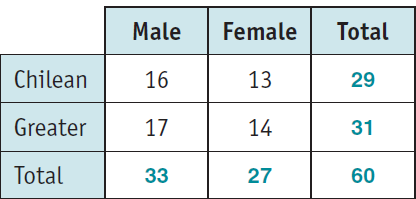 Male Female Total
Chilean 16 13 29
Greater 17 14 31
Total 33 27 60